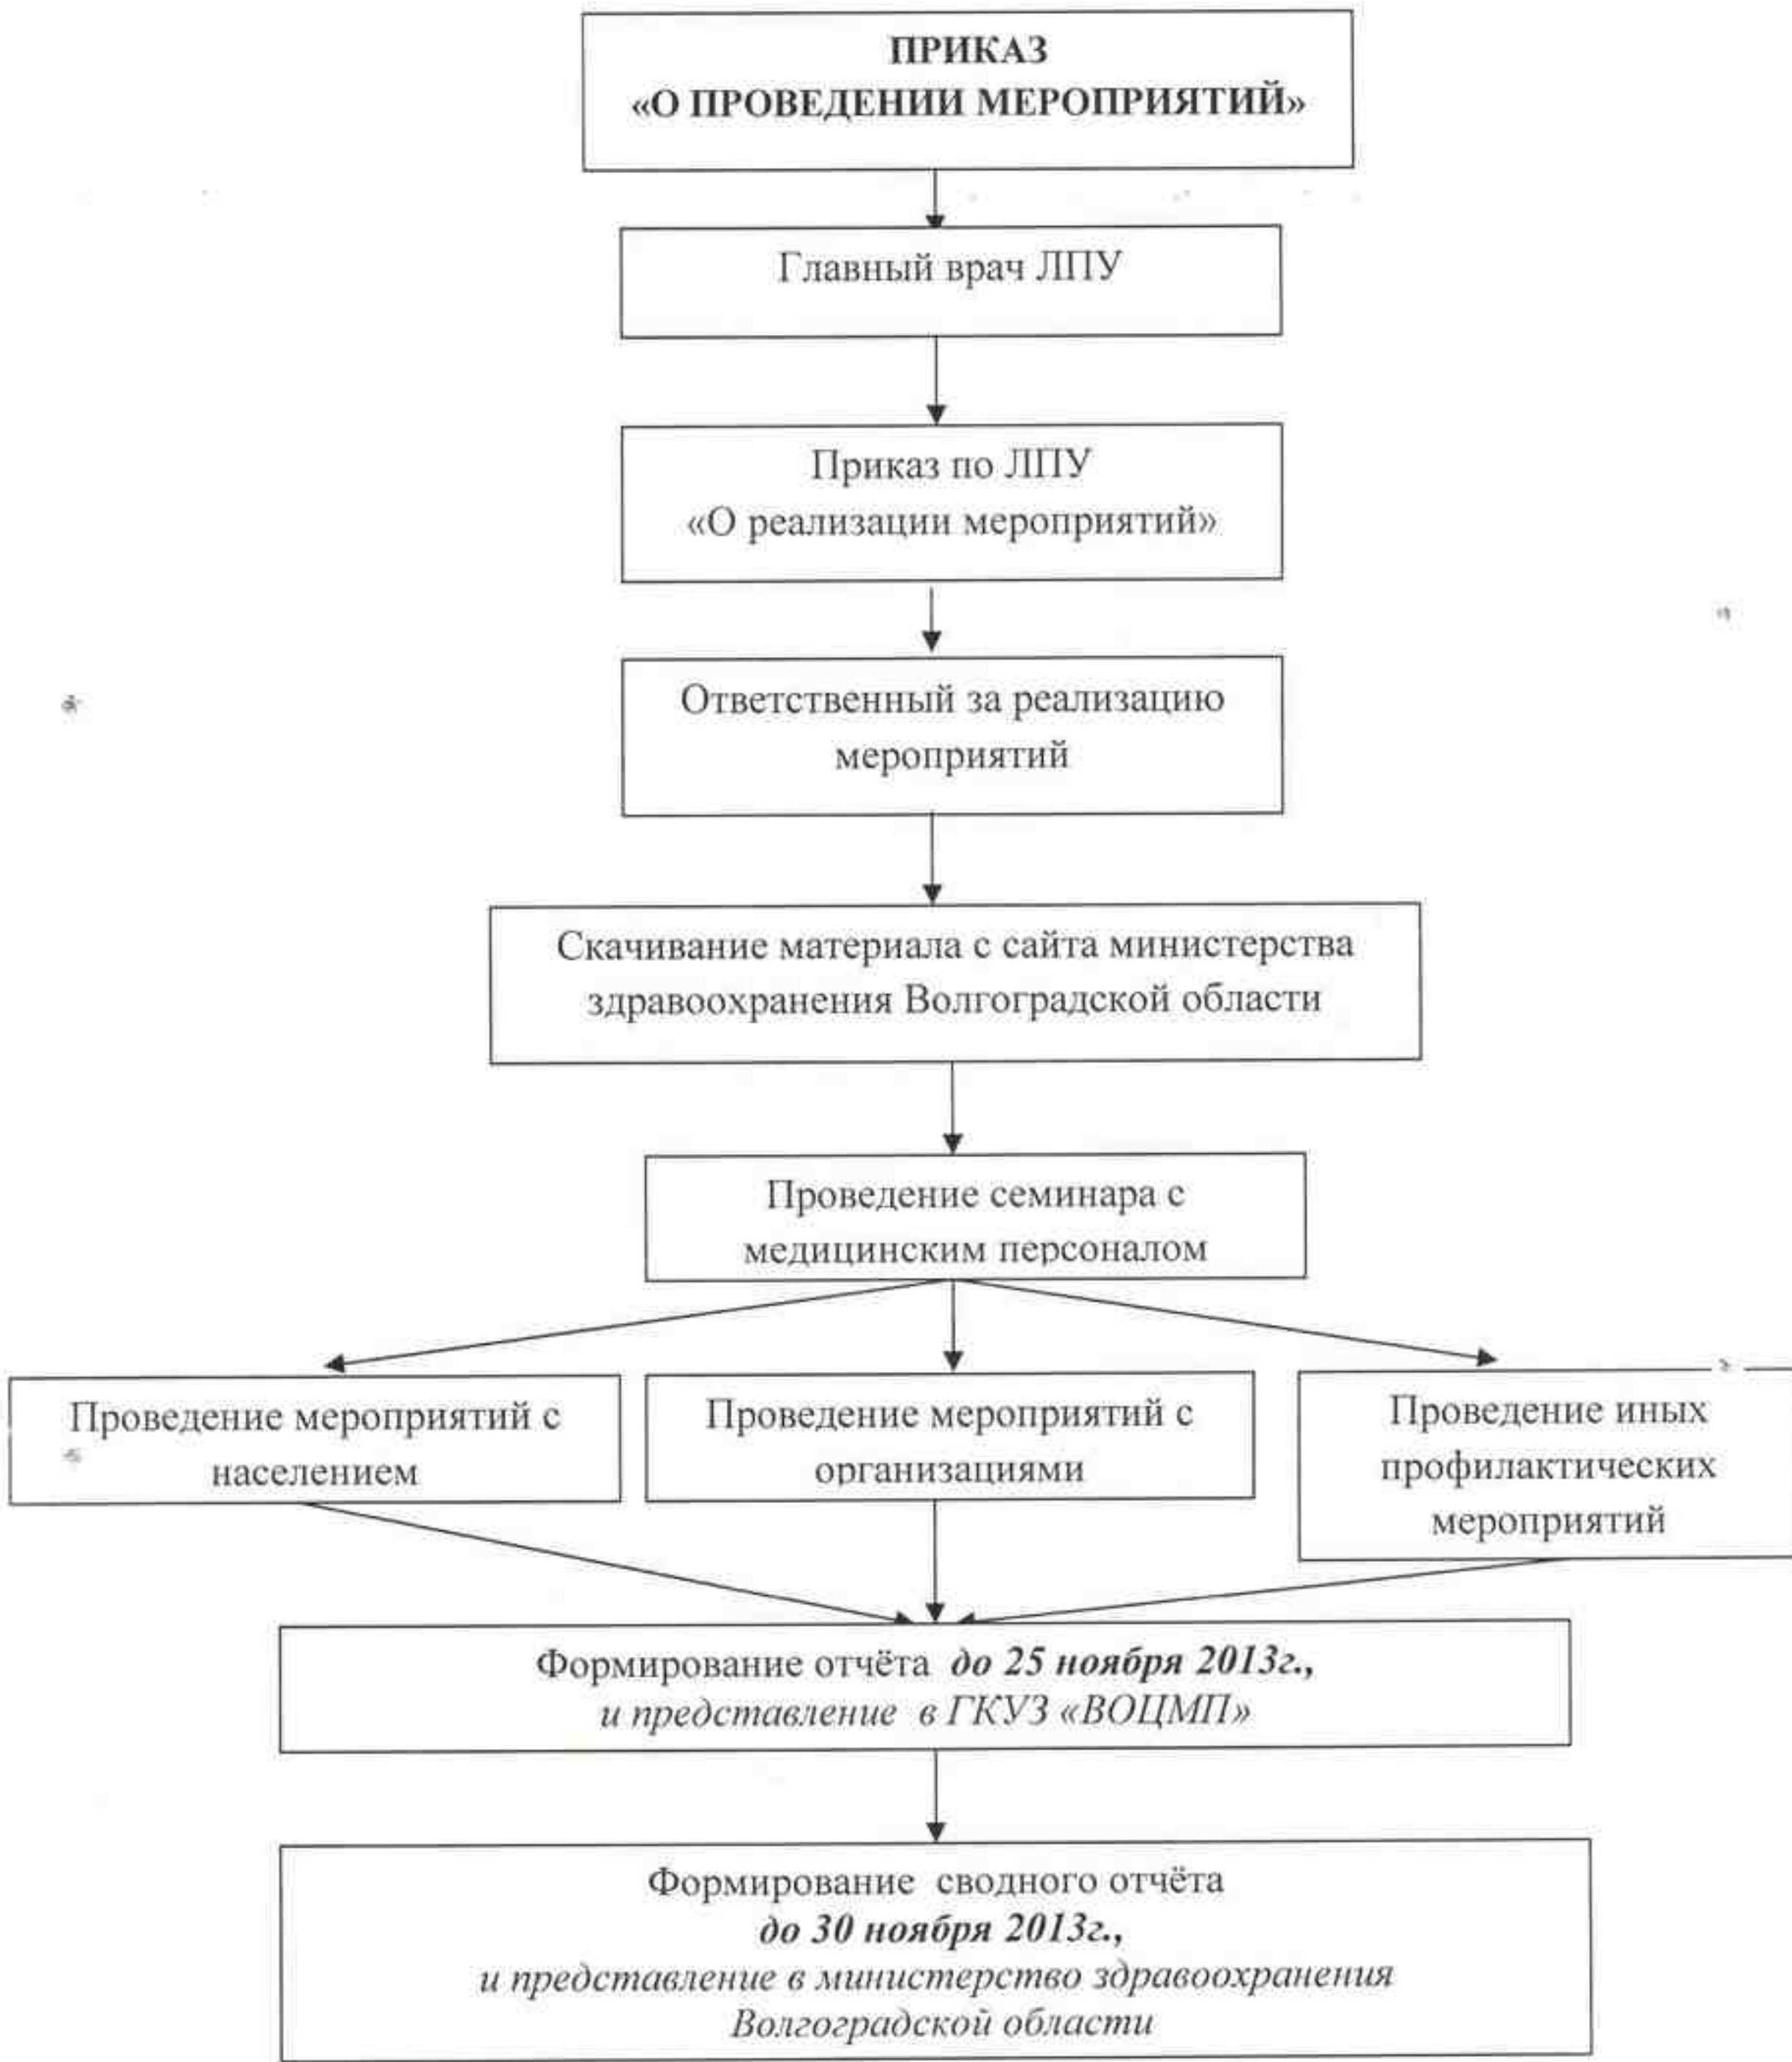 ПРИКАЗ
«О ПРОВЕДЕНИИ МЕРОПРИЯТИЙ»
Главный врач ЛПУ
Приказ по ЛПУ
«О реализации мероприятий»
Ответственный за реализацию
мероприятий
Скачивание материала с сайта министерства
здравоохранения Волгоградской области
Проведение семинара с
медицинским персоналом
Проведение мероприятий с
населением
Проведение мероприятий с
организациями
Проведение иных
профилактических
мероприятий
Формирование отчёта до 25 ноября 2013г.,
и представление в ГКУЗ «ВОЦМП»
Формирование сводного отчёта
до 30 ноября 2013г.,
и представление в министерство здравоохранения
Волгоградской области